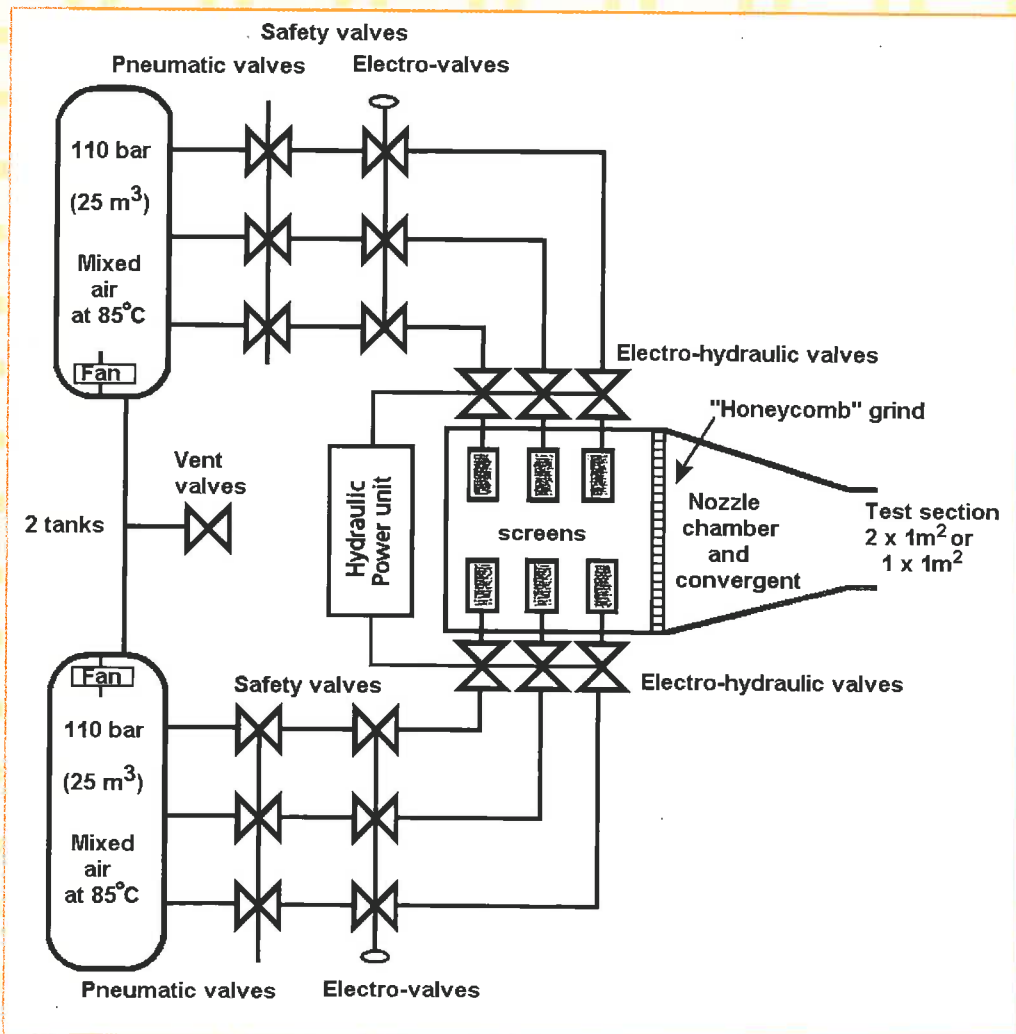 Safety valves
Pneumatic valves
Electro-valves
110 bar
(25 m³)
Mixed
air
at 85°C
Fan
Electro-hydraulic valves
"Honeycomb" grind
Vent
valves
2 tanks
Hydraulic
Power unit
screens
Nozzle
chamber
and
convergent
Test section
2 x 1m² or
1 x 1m²
Fan
Safety valves
Electro-hydraulic valves
110 bar
(25 m³)
Mixed
air
at 85°C
Pneumatic valves
Electro-valves